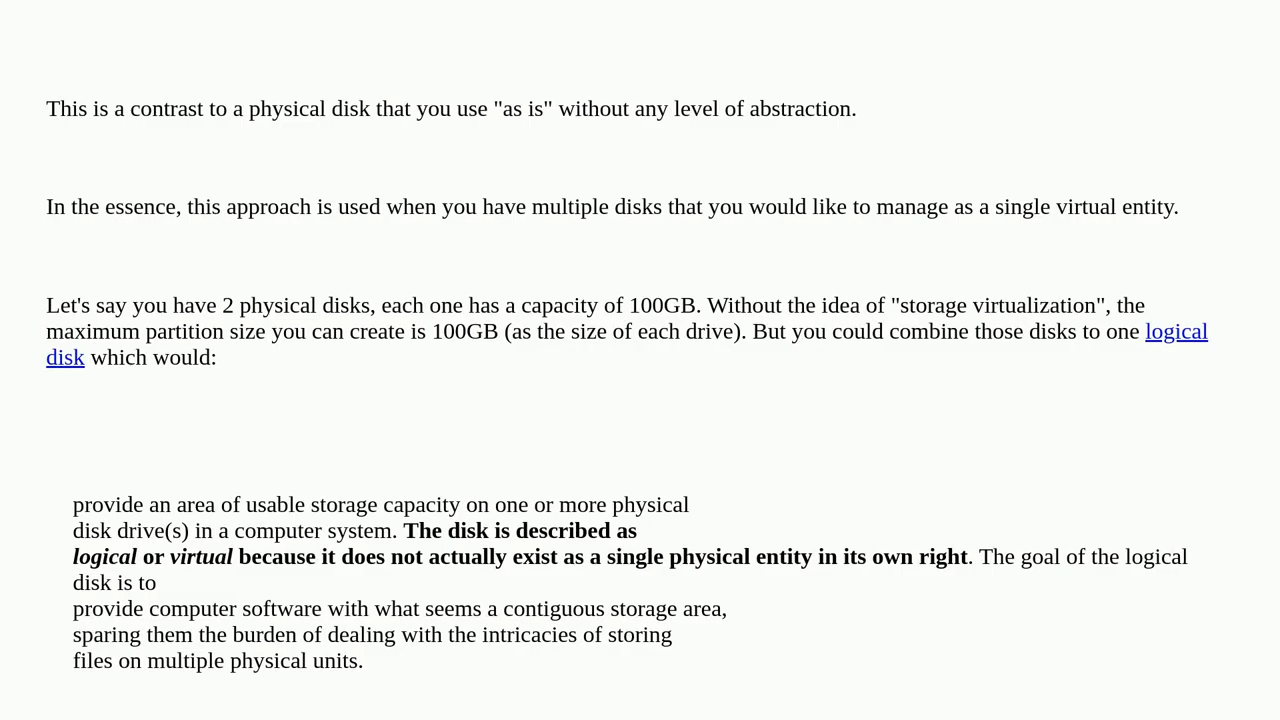 This is a contrast to a physical disk that you use "as is" without any level of abstraction.
In the essence, this approach is used when you have multiple disks that you would like to manage as a single virtual entity.
Let's say you have 2 physical disks, each one has a capacity of 100GB. Without the idea of "storage virtualization", the
maximum partition size you can create is 100GB (as the size of each drive). But you could combine those disks to one logical
disk which would:
provide an area of usable storage capacity on one or more physical
disk drive(s) in a computer system. The disk is described as
logical or virtual because it does not actually exist as a single physical entity in its own right. The goal of the logical
disk is to
provide computer software with what seems a contiguous storage area,
sparing them the burden of dealing with the intricacies of storing
files on multiple physical units.